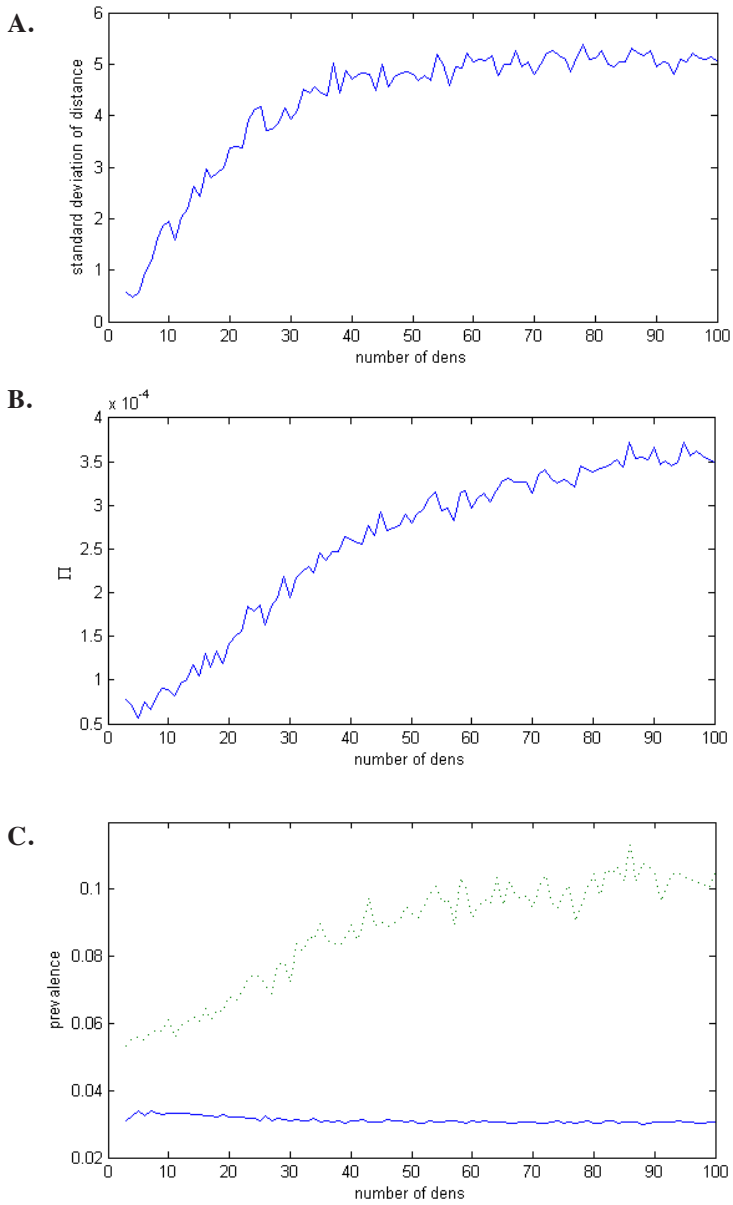 A.
6
5
4
3
2
1
0
standard deviation of distance
0 10 20 30 40 50 60 70 80 90 100
number of dens
B.
x 10-4
4
3.5
3
2.5
2
1.5
1
0.5
Π
0 10 20 30 40 50 60 70 80 90 100
number of dens
C.
0.1
0.08
0.06
0.04
0.02
prevalence
0 10 20 30 40 50 60 70 80 90 100
number of dens